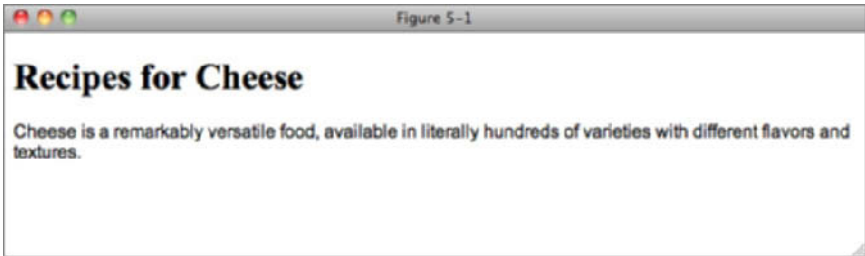 Figure 5-1
Recipes for Cheese
Cheese is a remarkably versatile food, available in literally hundreds of varieties with different flavors and
textures.